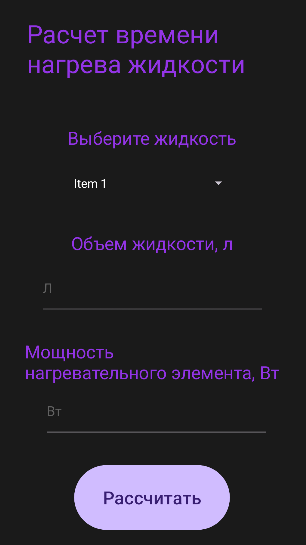 Расчет времени
нагрева жидкости
Выберите жидкость
Item 1
Объем жидкости, л
Л
Мощность
нагревательного элемента, Вт
Вт
Рассчитать